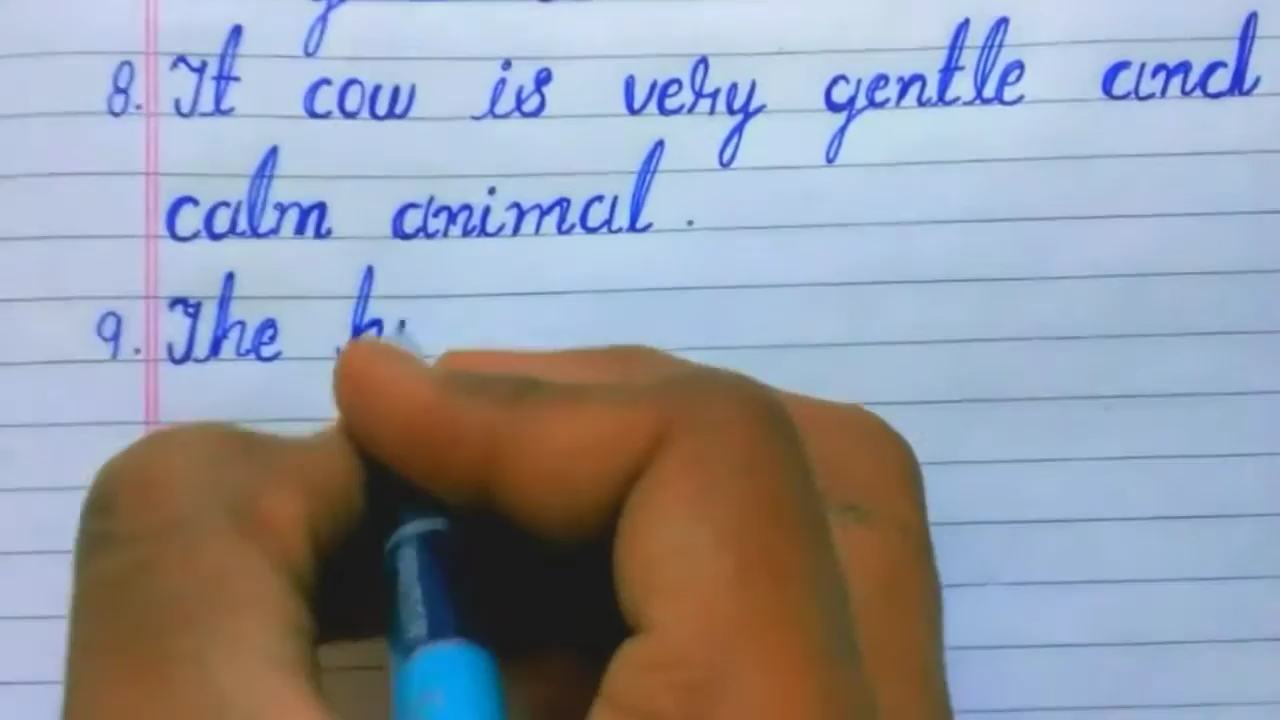 8. It cow is very gentle and
calm animal.
9. The